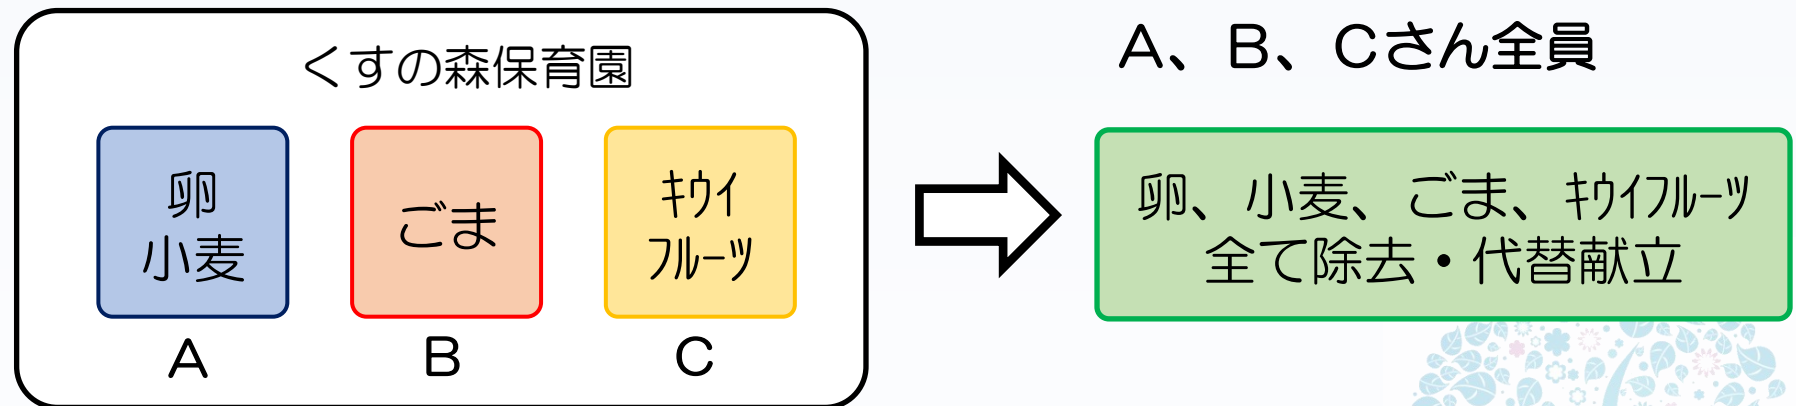 くすの森保育園
卵
小麦
A
ごま
B
ｷｳｲ
ﾌﾙｰﾂ
C
A、B、Cさん全員
卵、小麦、ごま、ｷｳｲﾌﾙｰﾂ
全て除去・代替献立